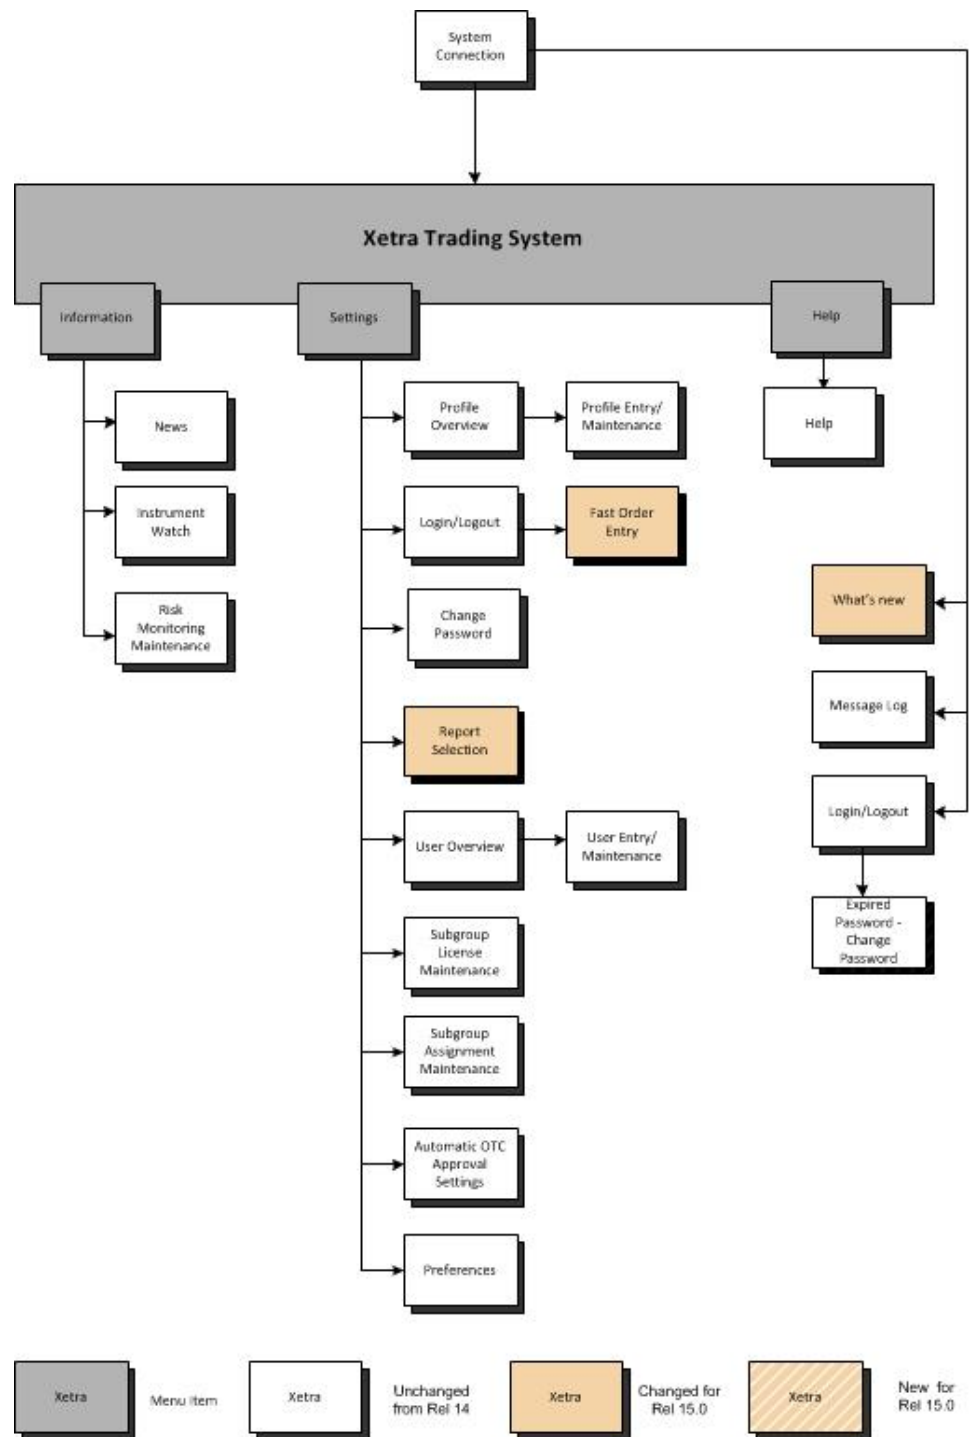 System
Connection
Xetra Trading System
Information
Settings
Help
News
Instrument
Watch
Risk
Monitoring
Maintenance
Profile
Overview
Profile Entry/
Maintenance
Login/Logout
Fast Order
Entry
Change
Password
Report
Selection
User Overview
User Entry/
Maintenance
Subgroup
License
Maintenance
Subgroup
Assignment
Maintenance
Automatic OTC
Approval
Settings
Preferences
Help
What's new
Message Log
Login/Logout
Expired
Password -
Change
Password
Xetra
Menu Item
Xetra
Unchanged
from Rel 14
Xetra
Changed for
Rel 15.0
Xetra
New for
Rel 15.0